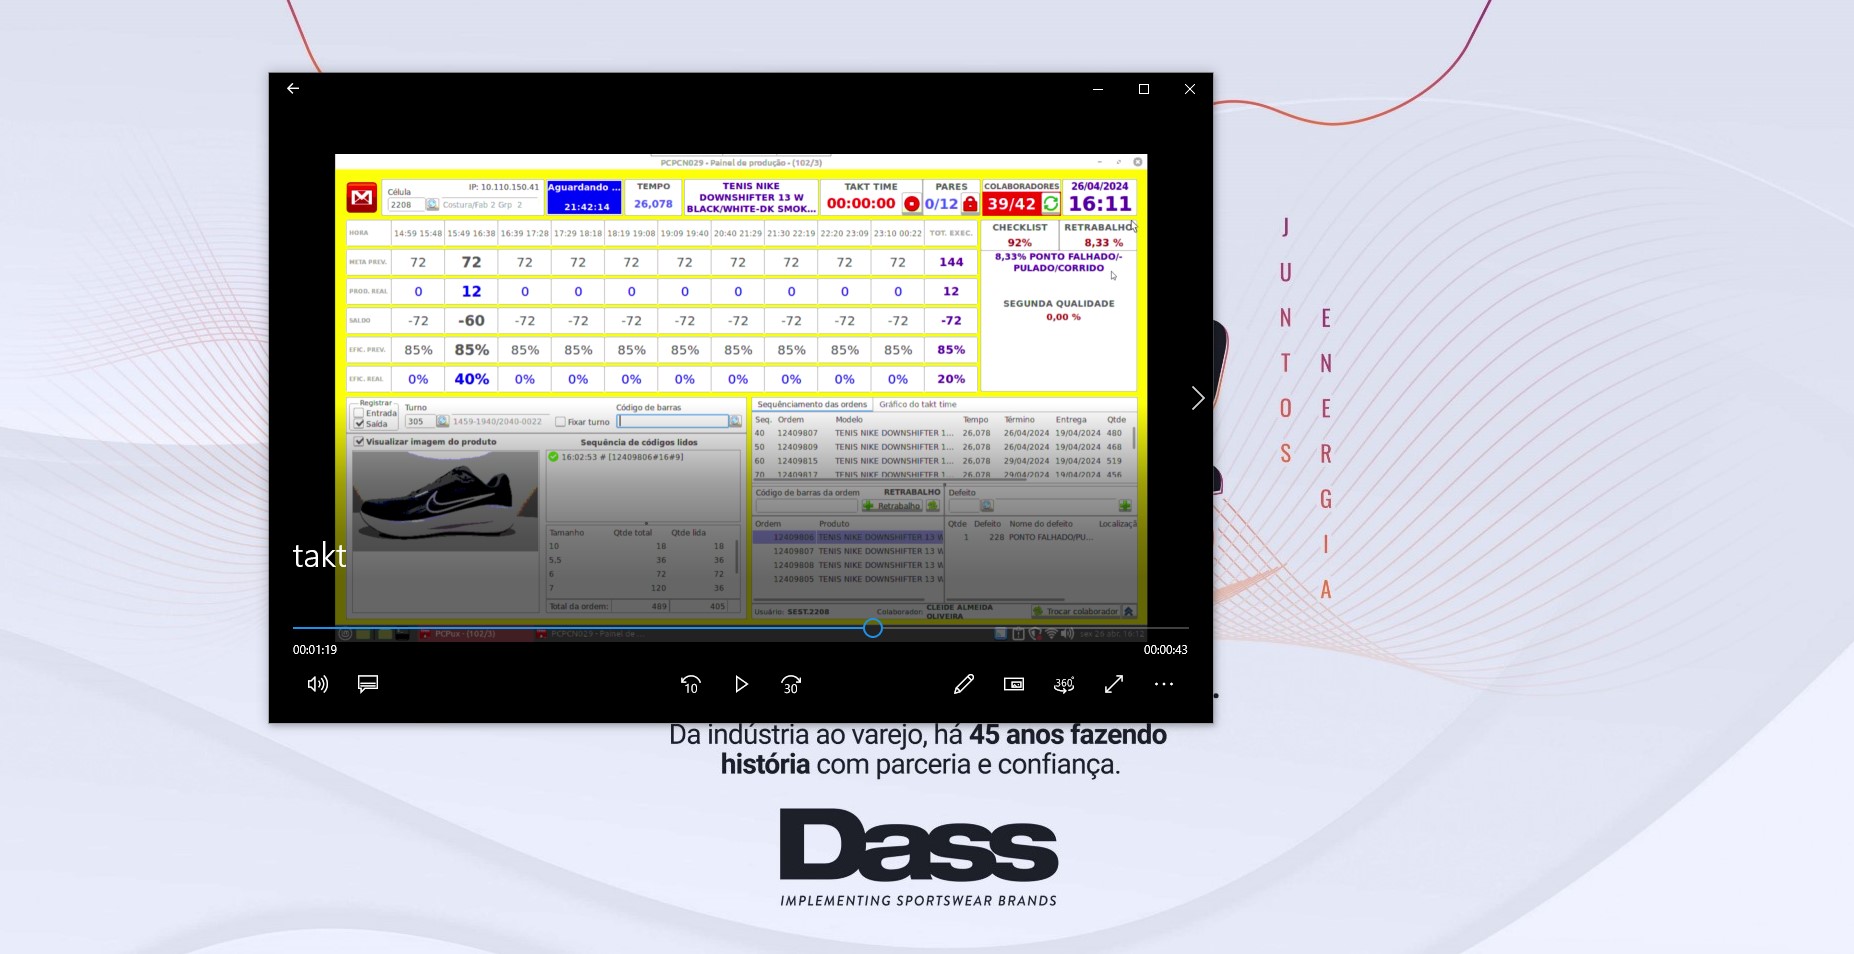 PCPCN029 - Painel de produção - (102/3)
Célula
IP: 10.110.150.41
2208
Costura/Fab 2 Grp 2
Aguardando ...
21:42:14
TEMPO
26,078
TENIS NIKE
DOWNSHIFTER 13 W
BLACK/WHITE-DK SMOK...
TAKT TIME
00:00:00
PARES
0/12
COLABORADORES
39/42
26/04/2024
16:11
HORA 14:59 15:48 15:49 16:38 16:39 17:28 17:29 18:18 18:19 19:08 19:09 19:40 20:40 21:29 21:30 22:19 22:20 23:09 23:10 00:22 TOT. EXEC.
META PREV. 72 72 72 72 72 72 72 72 72 72 144
PROD. REAL 0 12 0 0 0 0 0 0 0 0 12
SALDO -72 -60 -72 -72 -72 -72 -72 -72 -72 -72 -72
EFIC. PREV. 85% 85% 85% 85% 85% 85% 85% 85% 85% 85% 85%
EFIC. REAL 0% 40% 0% 0% 0% 0% 0% 0% 0% 0% 20%
CHECKLIST RETRABALHO
92% 8,33 %
8,33% PONTO FALHADO/-
PULADO/CORRIDO
SEGUNDA QUALIDADE
0,00 %
Registrar
Entrada
Saída
Turno
305 1459-1940/2040-0022
Fixar turno
Código de barras
Visualizar imagem do produto
Sequência de códigos lidos
16:02:53 # [12409806#16#9]
Tamanho Qtde total Qtde lida
10 18 18
5,5 36 36
6 72 72
7 120 36
Total da ordem: 489 405
Sequênciamento das ordens Gráfico do takt time
Seq. Ordem Modelo Tempo Término Entrega Qtde
40 12409807 TENIS NIKE DOWNSHIFTER 1... 26,078 26/04/2024 19/04/2024 480
50 12409809 TENIS NIKE DOWNSHIFTER 1... 26,078 26/04/2024 19/04/2024 468
60 12409815 TENIS NIKE DOWNSHIFTER 1... 26,078 29/04/2024 19/04/2024 519
70 12409817 TENIS NIKE DOWNSHIFTER 1... 26,078 29/04/2024 19/04/2024 456
Código de barras da ordem RETRABALHO
Retrabalho
Defeito
Ordem Produto
12409806 TENIS NIKE DOWNSHIFTER 13 W
12409807 TENIS NIKE DOWNSHIFTER 13 W
12409808 TENIS NIKE DOWNSHIFTER 13 W
12409805 TENIS NIKE DOWNSHIFTER 13 W
Qtde Defeito Nome do defeito Localizaçã
1 228 PONTO FALHADO/PU...
Usuário: SEST.2208
Colaborador: CLEIDE ALMEIDA
OLIVEIRA
Trocar colaborador
PCPux - (102/3)
PCPCN029 - Painel de ...
sex 26 abr, 16:12
takt
00:01:19
00:00:43
10
30
360°
JUNTOS
ENERGIA
Da indústria ao varejo, há 45 anos fazendo
história com parceria e confiança.
Dass
IMPLEMENTING SPORTSWEAR BRANDS